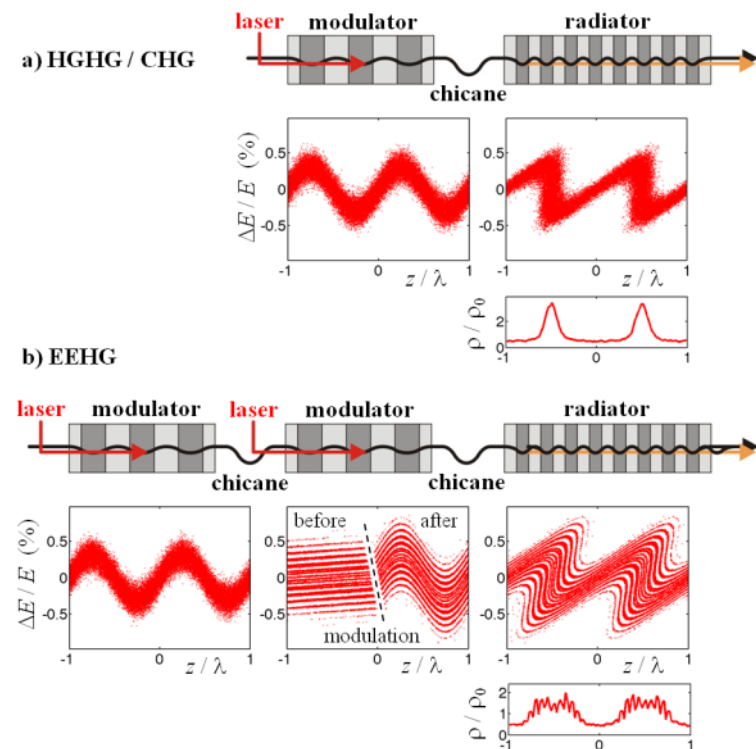 modulator radiator
laser
a) HGHG / CHG
chicane
ΔE / E (%)
0.5
0
-0.5
-1 0 1 -1 0 1
z / λ z / λ
ρ / ρ₀
2
0
-1 0 1
b) EEHG
laser modulator laser modulator radiator
chicane chicane
ΔE / E (%)
0.5
0
-0.5
before after
modulation
-1 0 1 -1 0 1 -1 0 1
z / λ z / λ z / λ
ρ / ρ₀
2
1
0
-1 0 1